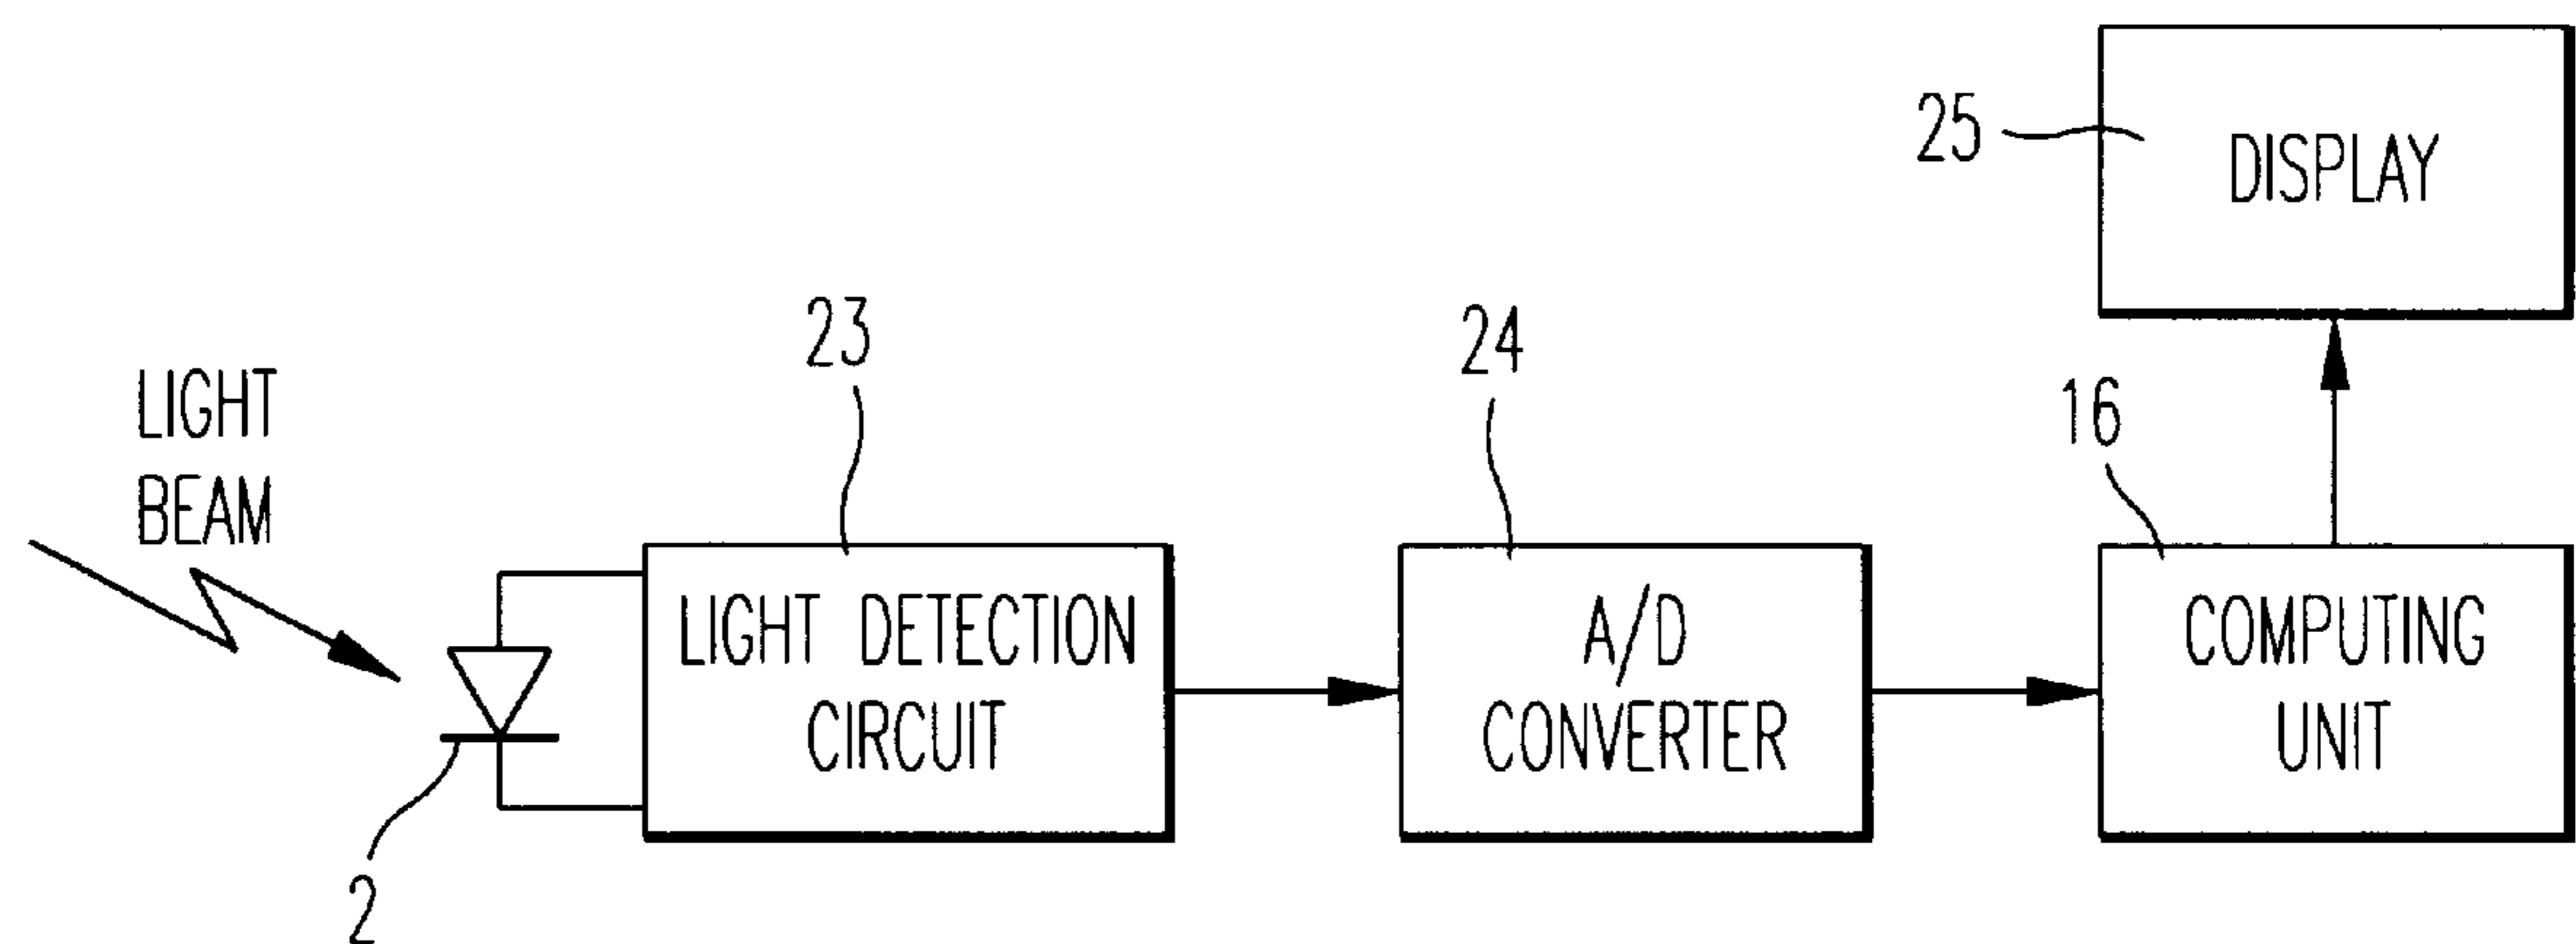 25
DISPLAY
23
24
LIGHT
BEAM
16
LIGHT DETECTION
CIRCUIT
A/D
CONVERTER
COMPUTING
UNIT
2